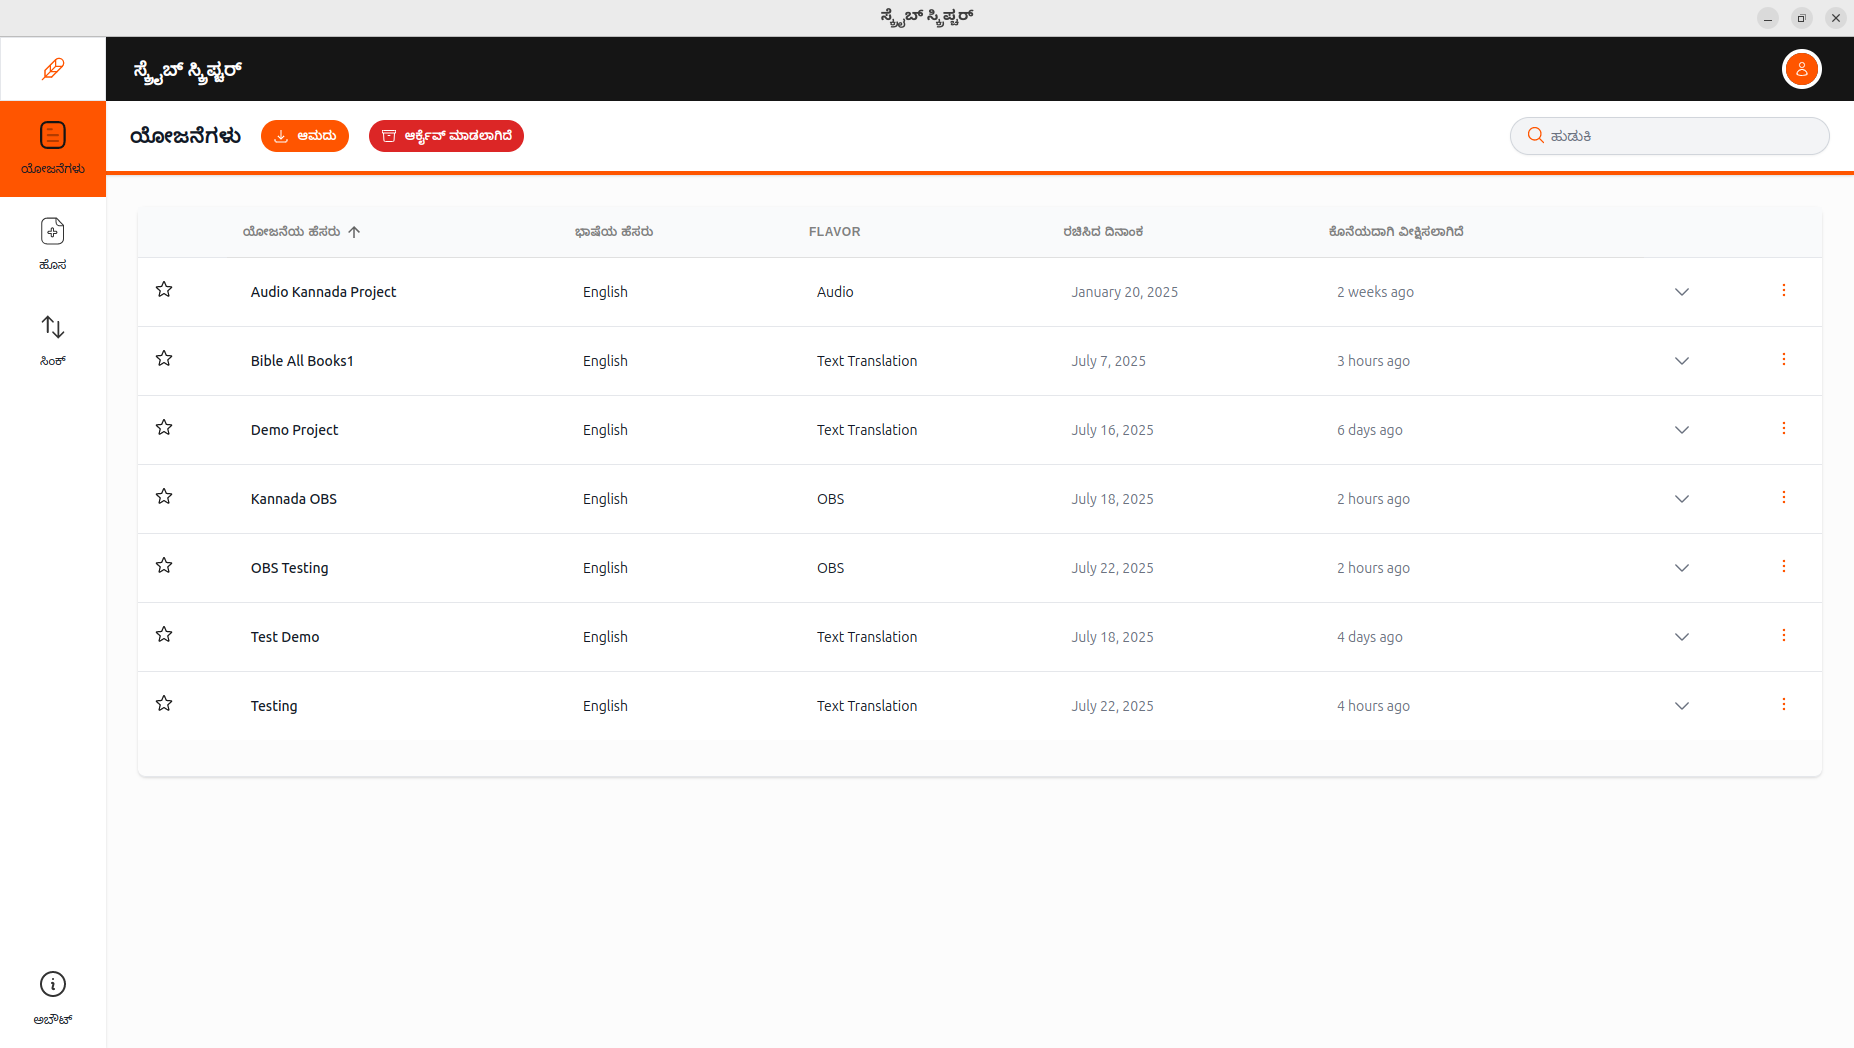 ಸ್ಕ್ರೈಬ್ ಸ್ಕ್ರಿಪ್ಚರ್
ಸ್ಕ್ರೈಬ್ ಸ್ಕ್ರಿಪ್ಚರ್
ಯೋಜನೆಗಳು
ಹೊಸ
ಸಿಂಕ್
ಅಬೌಟ್
ಯೋಜನೆಗಳು ಆಮದು ಆರ್ಕೈವ್ ಮಾಡಲಾಗಿದೆ ಹುಡುಕಿ
ಯೋಜನೆಯ ಹೆಸರು ಭಾಷೆಯ ಹೆಸರು FLAVOR ರಚಿಸಿದ ದಿನಾಂಕ ಕೊನೆಯದಾಗಿ ವೀಕ್ಷಿಸಲಾಗಿದೆ
Audio Kannada Project English Audio January 20, 2025 2 weeks ago
Bible All Books1 English Text Translation July 7, 2025 3 hours ago
Demo Project English Text Translation July 16, 2025 6 days ago
Kannada OBS English OBS July 18, 2025 2 hours ago
OBS Testing English OBS July 22, 2025 2 hours ago
Test Demo English Text Translation July 18, 2025 4 days ago
Testing English Text Translation July 22, 2025 4 hours ago